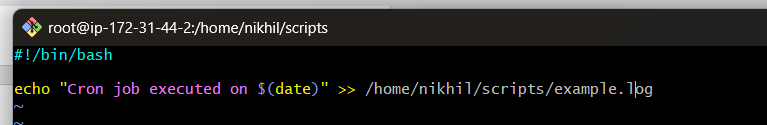 root@ip-172-31-44-2:/home/nikhil/scripts
#!/bin/bash
echo "Cron job executed on $(date)" >> /home/nikhil/scripts/example.log
~
~